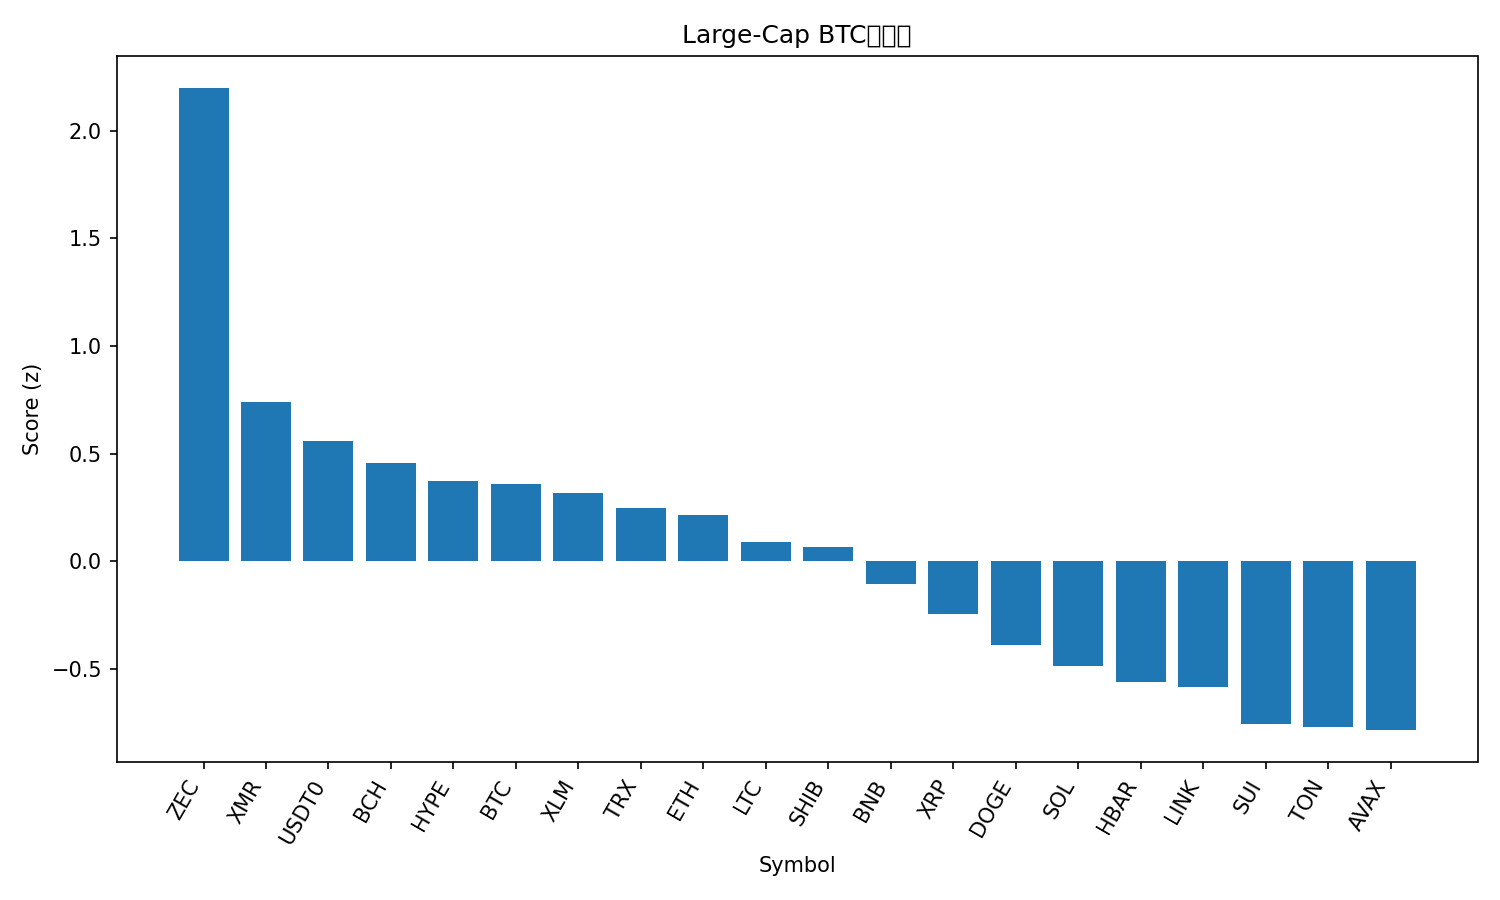 Large-Cap BTC
Score (z)
2.0
1.5
1.0
0.5
0.0
−0.5
ZEC
XMR
USDT0
BCH
HYPE
BTC
XLM
TRX
ETH
LTC
SHIB
BNB
XRP
DOGE
SOL
HBAR
LINK
SUI
TON
AVAX
Symbol